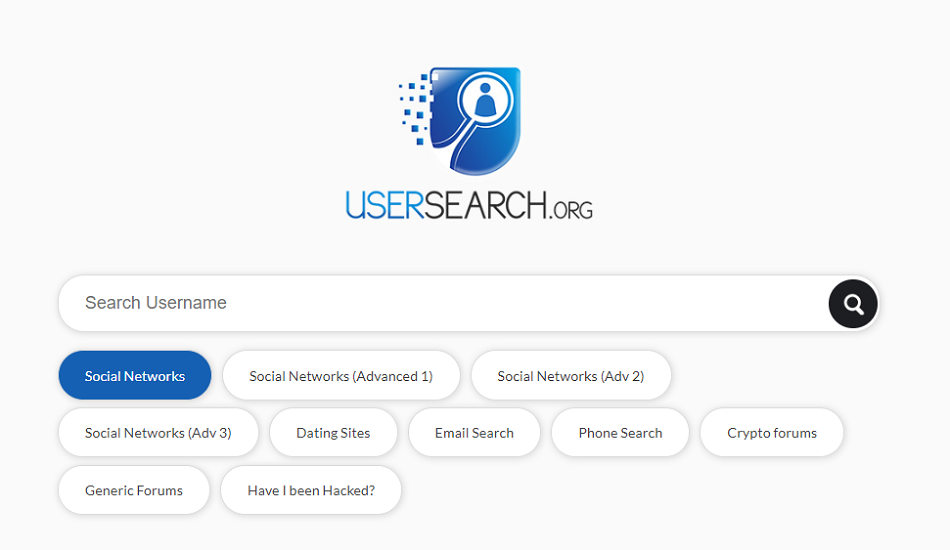 USERSEARCH.ORG
Search Username
Social Networks Social Networks (Advanced 1) Social Networks (Adv 2)
Social Networks (Adv 3) Dating Sites Email Search Phone Search Crypto forums
Generic Forums Have I been Hacked?